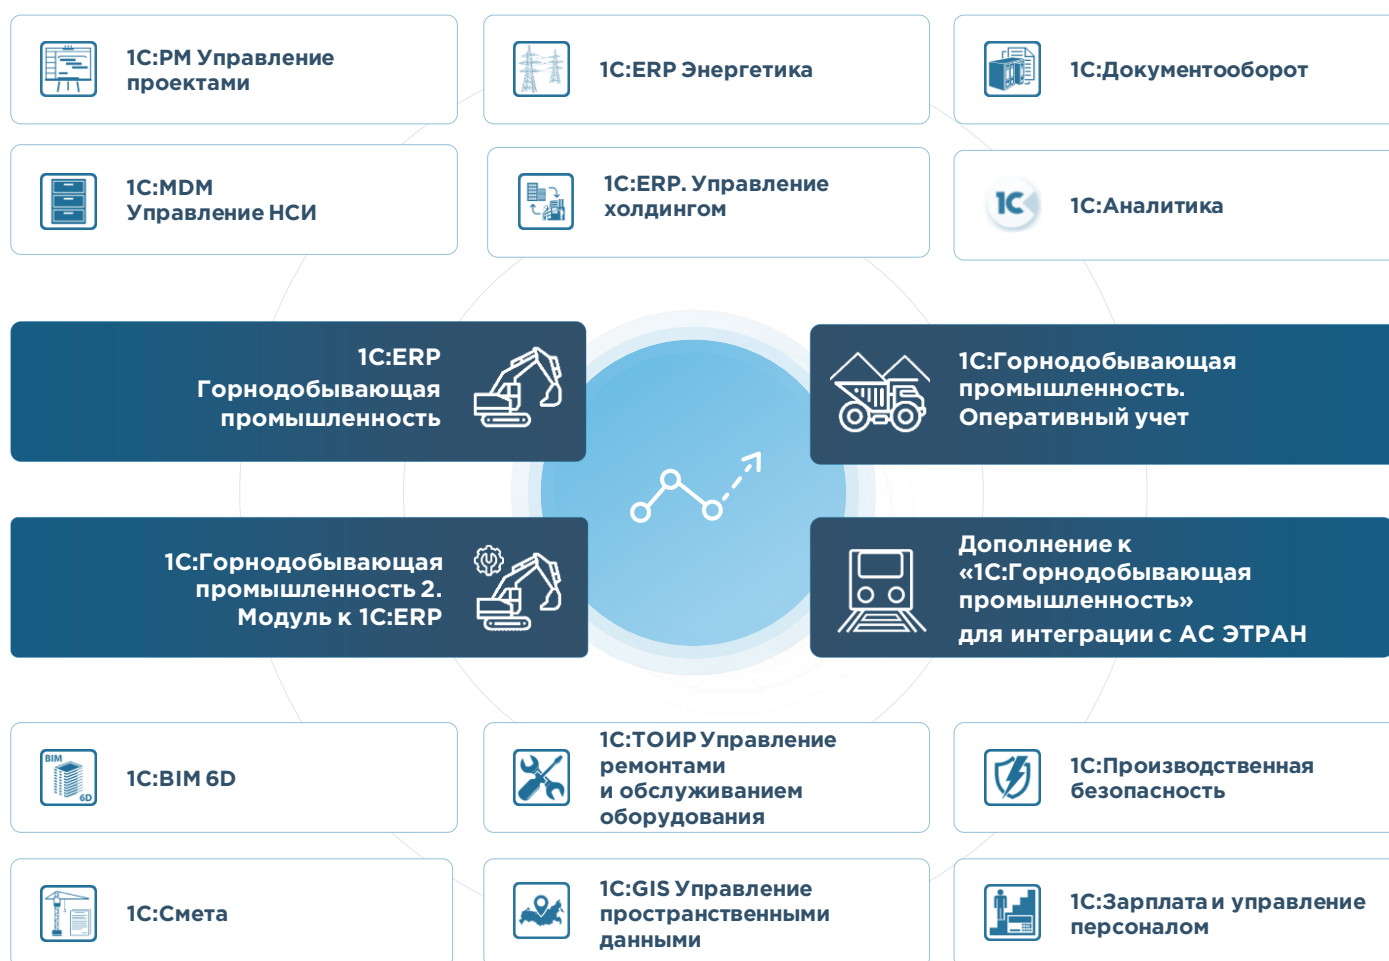 1С:PM Управление
проектами
1С:ERP Энергетика
1С:Документооборот
1С:MDM
Управление НСИ
1С:ERP. Управление
холдингом
1С
1С:Аналитика
1С:ERP
Горнодобывающая
промышленность
1С:Горнодобывающая
промышленность.
Оперативный учет
1С:Горнодобывающая
промышленность 2.
Модуль к 1С:ERP
Дополнение к
«1С:Горнодобывающая
промышленность»
для интеграции с АС ЭТРАН
BIM
6D
1С:BIM 6D
1С:ТОИР Управление
ремонтами
и обслуживанием
оборудования
1С:Производственная
безопасность
1С:Смета
1С:GIS Управление
пространственными
данными
1С:Зарплата и управление
персоналом